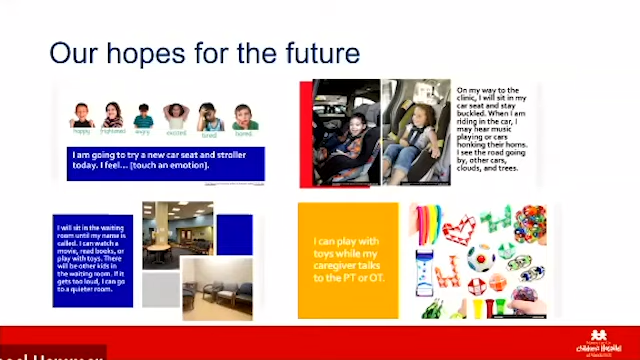 Our hopes for the future
happy frightened angry excited tired
I am going to try a new car seat and stroller
today. I feel... [touch an emotion].
On my way to the
clinic, I will sit in my
car seat and stay
buckled. When I am
riding in the car, I
may hear music
playing or cars
honking their horns.
I see the road going
by, other cars,
clouds, and trees.
I will sit in the waiting
room until my name is
called. I can watch a
movie, read books, or
play with toys. There
will be other kids in
the waiting room. If it
gets too loud, I can go
to a quieter room.
I can play with
toys while my
caregiver talks
to the PT or OT.